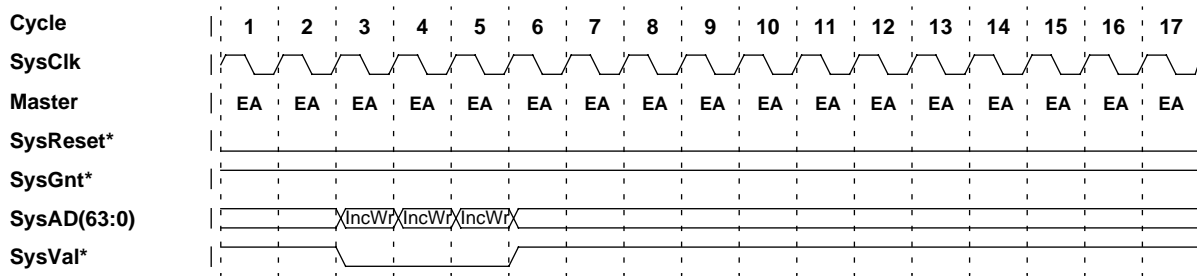 Cycle 1 2 3 4 5 6 7 8 9 10 11 12 13 14 15 16 17
SysClk
Master EA EA EA EA EA EA EA EA EA EA EA EA EA EA EA EA EA
SysReset*
SysGnt*
SysAD(63:0) IncWr IncWr IncWr
SysVal*